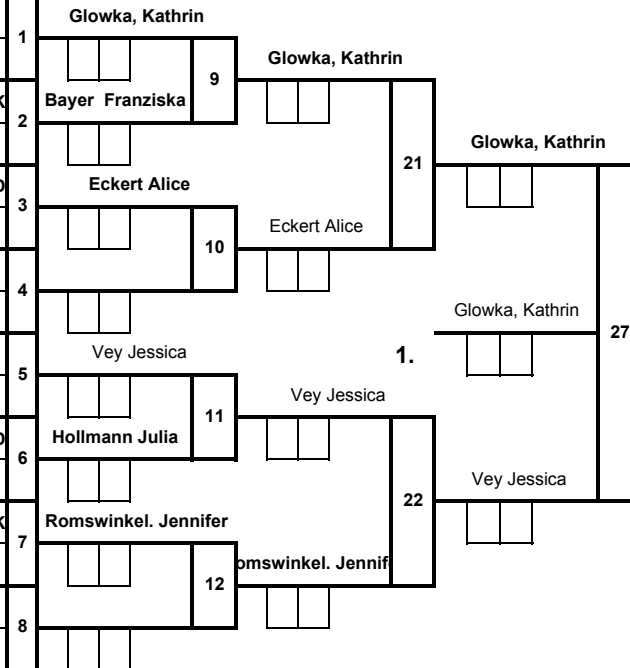 Glowka, Kathrin
1
Glowka, Kathrin
9
Bayer  Franziska
2
Glowka, Kathrin
21
Eckert Alice
3
Eckert Alice
10
4
Glowka, Kathrin
27
Vey Jessica
1.
5
Vey Jessica
11
Hollmann Julia
6
Vey Jessica
22
Romswinkel. Jennifer
7
omswinkel. Jennif
12
8